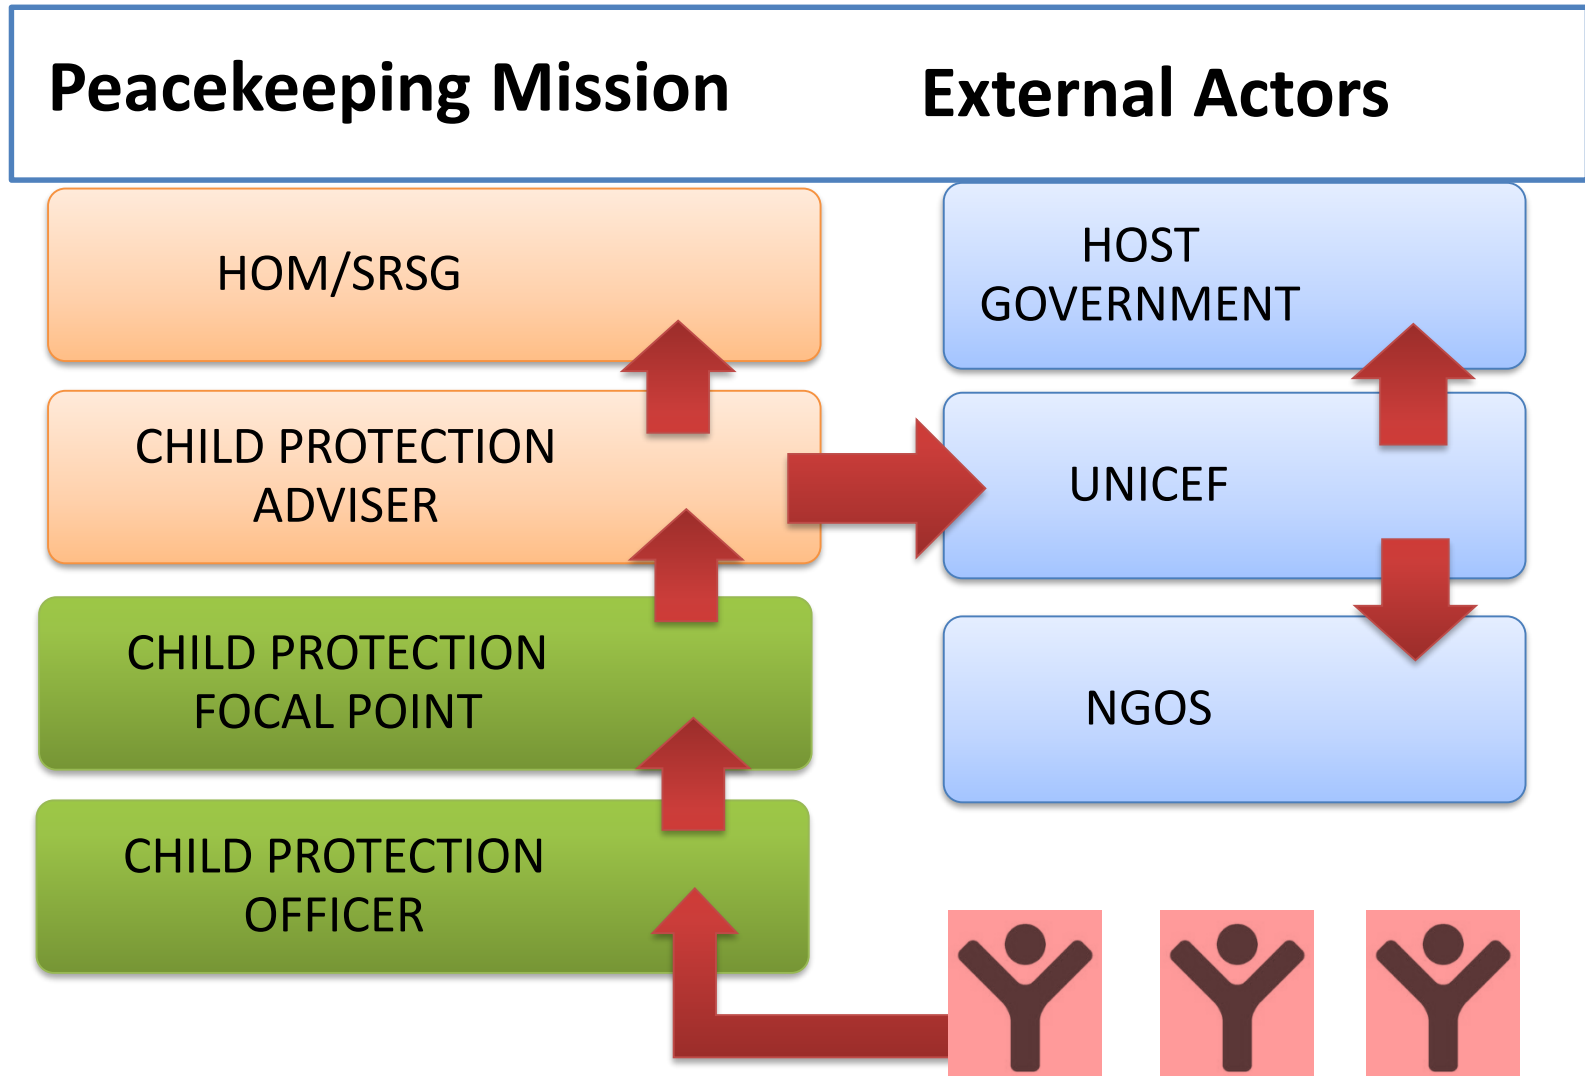 Peacekeeping Mission
External Actors
HOM/SRSG
CHILD PROTECTION
ADVISER
CHILD PROTECTION
FOCAL POINT
CHILD PROTECTION
OFFICER
HOST
GOVERNMENT
UNICEF
NGOS